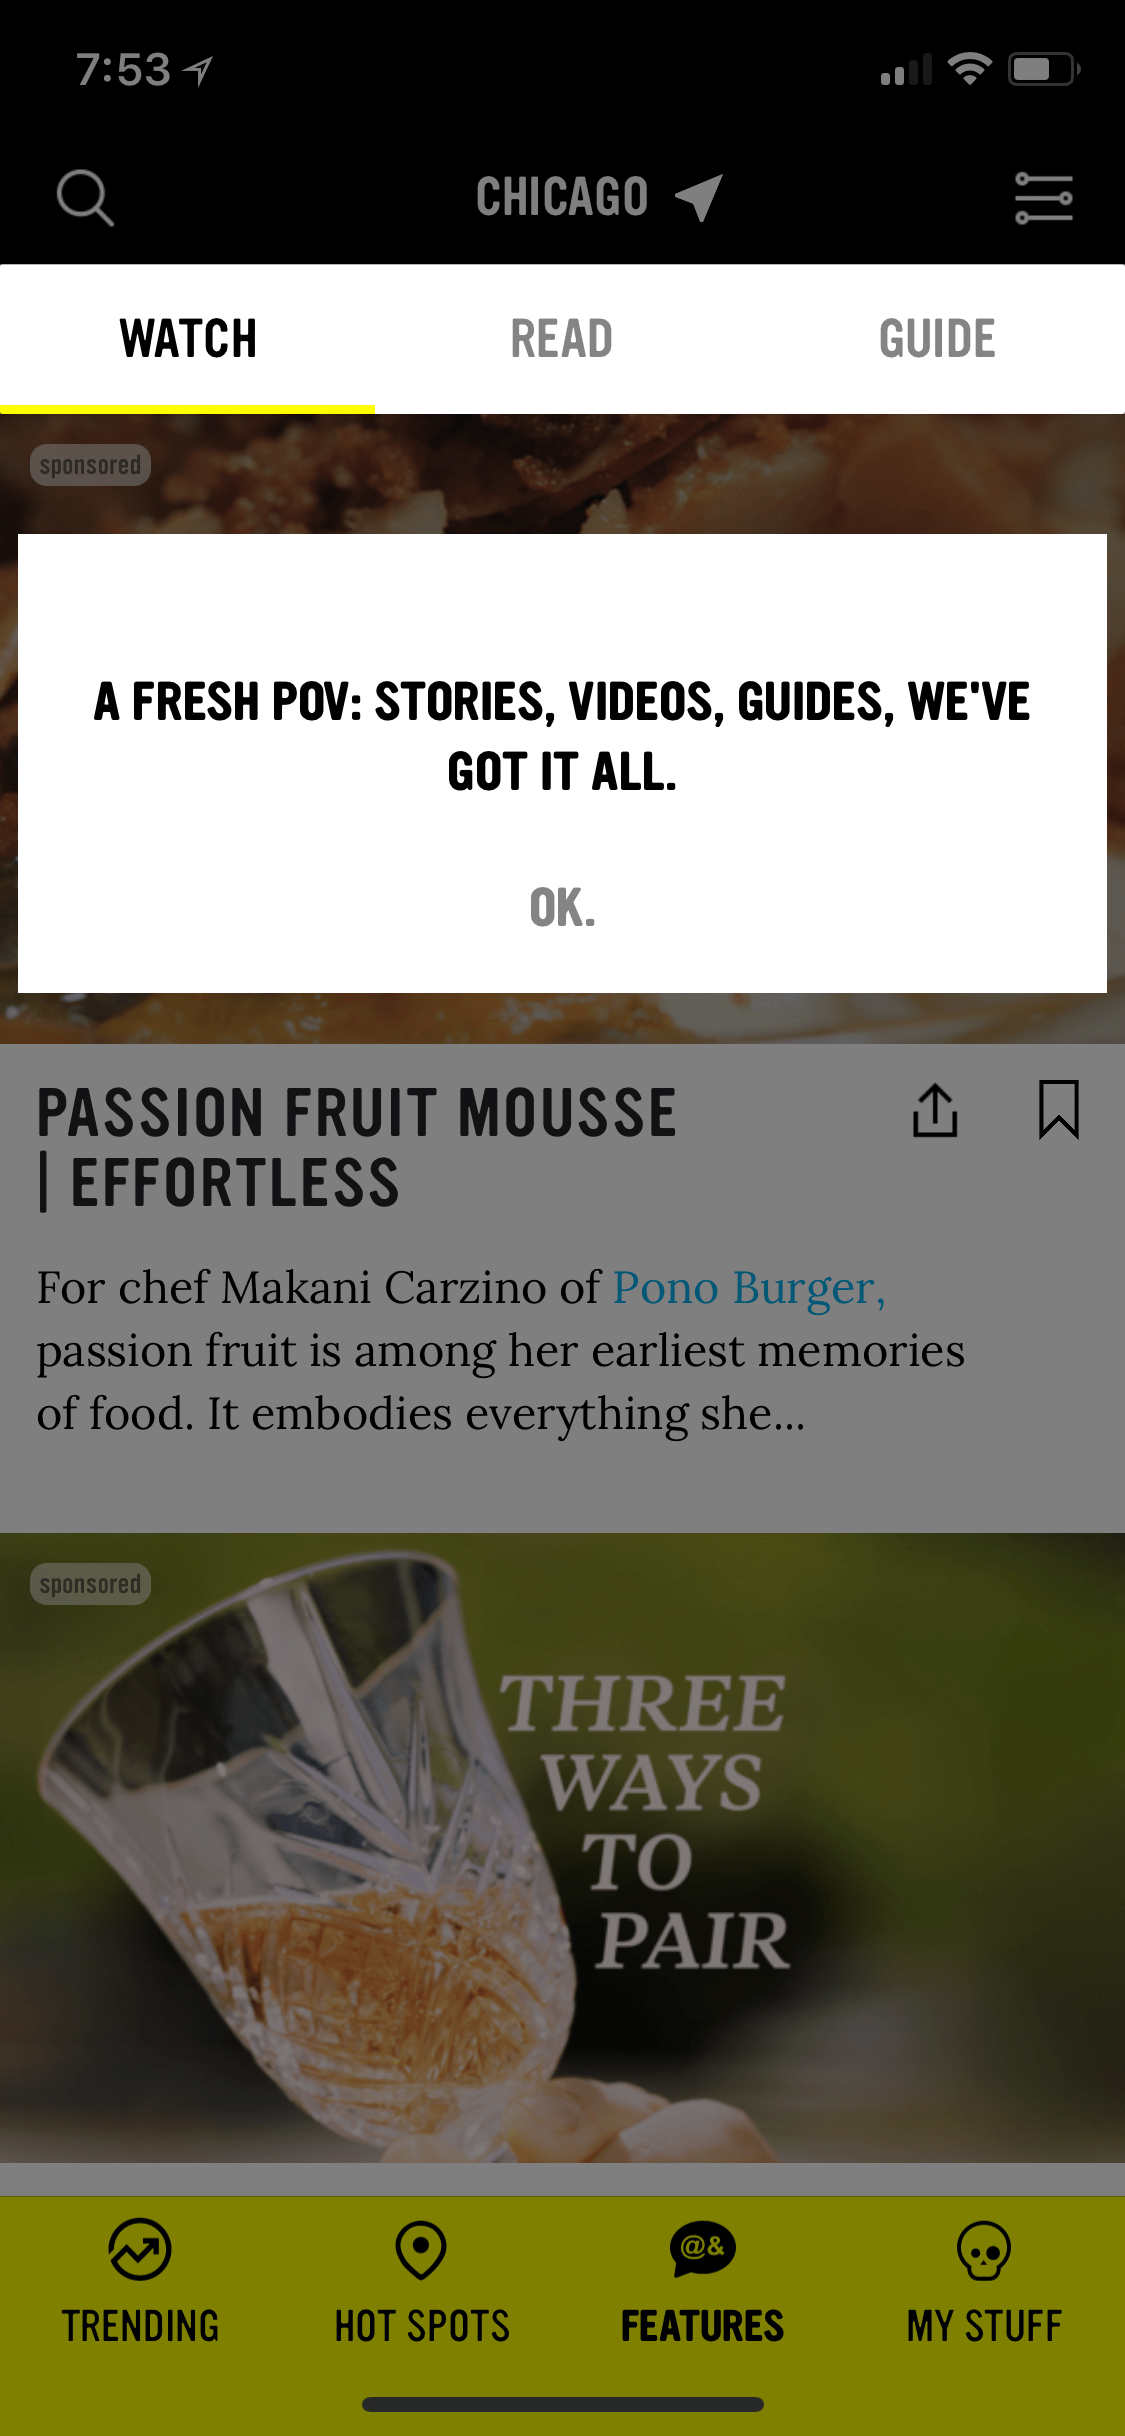 7:53
CHICAGO
WATCH
READ
GUIDE
sponsored
A FRESH POV: STORIES, VIDEOS, GUIDES, WE'VE
GOT IT ALL.
OK.
PASSION FRUIT MOUSSE
| EFFORTLESS
For chef Makani Carzino of Pono Burger,
passion fruit is among her earliest memories
of food. It embodies everything she...
sponsored
THREE
WAYS
TO
PAIR
@&
TRENDING
HOT SPOTS
FEATURES
MY STUFF